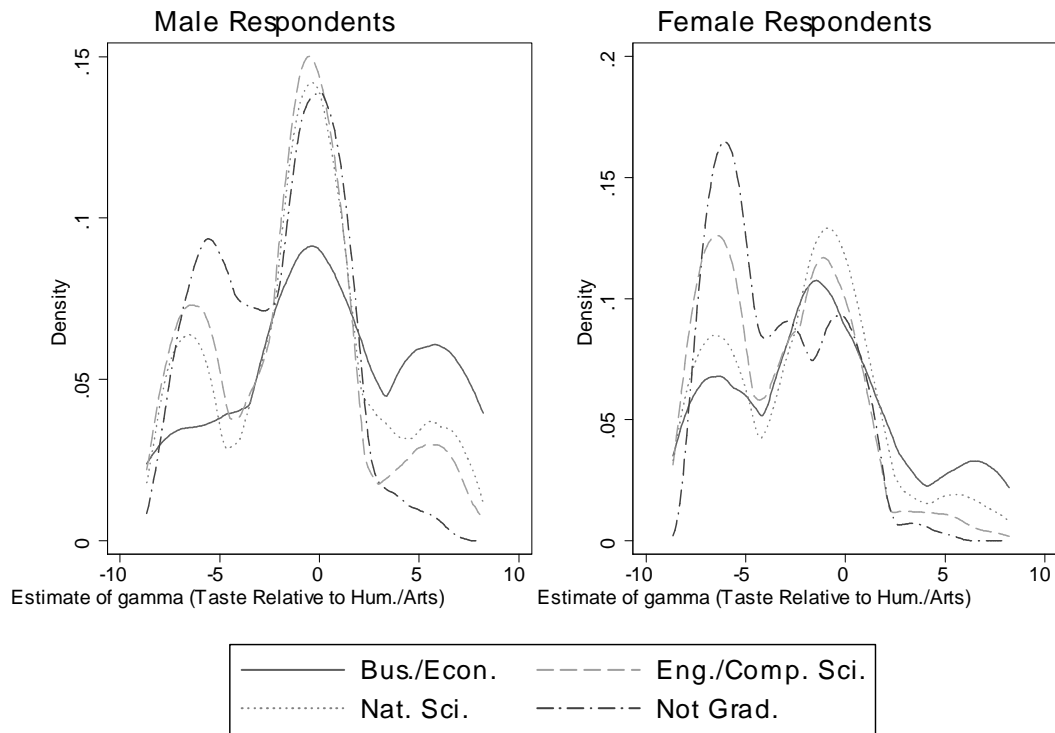 Male Respondents
Female Respondents
Density
.15
.1
.05
0
-10
-5
0
5
10
Estimate of gamma (Taste Relative to Hum./Arts)
Density
.2
.15
.1
.05
0
-10
-5
0
5
10
Estimate of gamma (Taste Relative to Hum./Arts)
Bus./Econ.
Eng./Comp. Sci.
Nat. Sci.
Not Grad.